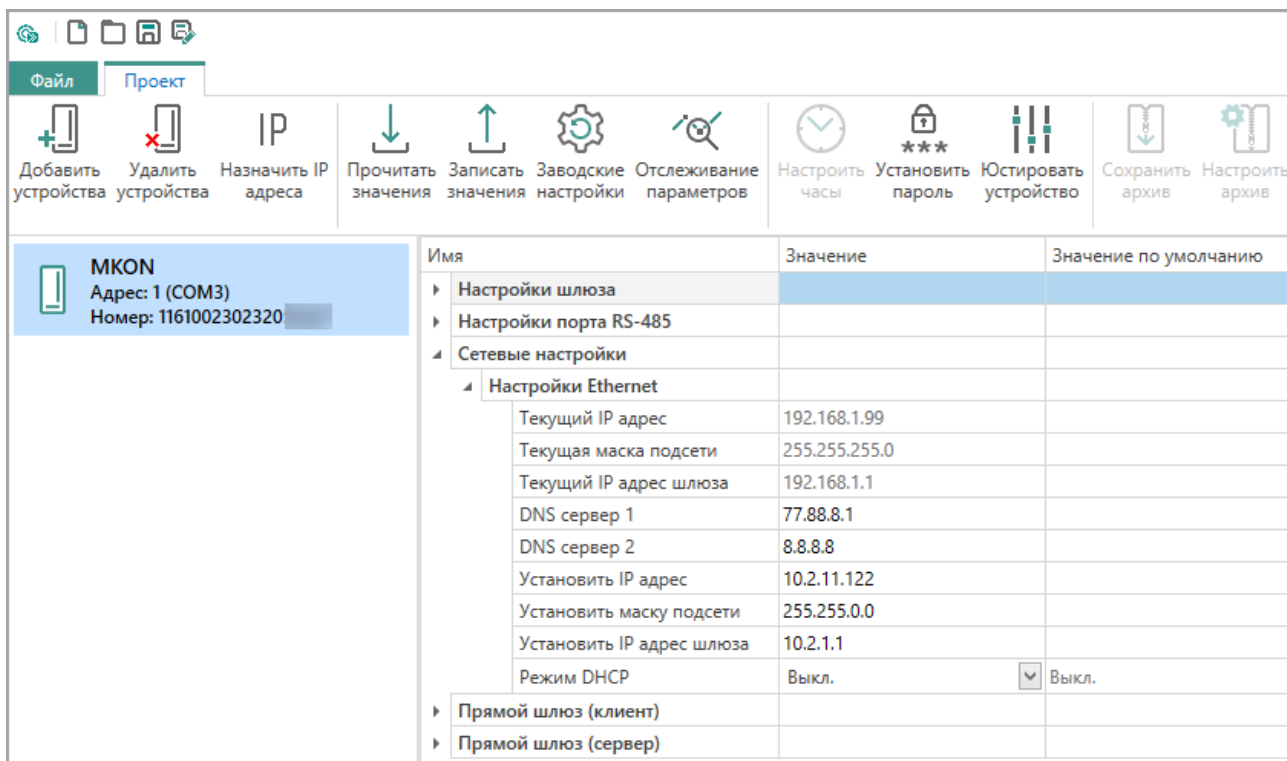 Файл Проект
Добавить устройства Удалить устройства Назначить IP адреса Прочитать значения Записать значения Заводские настройки Отслеживание параметров Настроить часы Установить пароль Юстировать устройство Сохранить архив Настроить архив
IP
***
MKON
Адрес: 1 (COM3)
Номер: 1161002302320
Имя Значение Значение по умолчанию
Настройки шлюза
Настройки порта RS-485
Сетевые настройки
Настройки Ethernet
Текущий IP адрес 192.168.1.99
Текущая маска подсети 255.255.255.0
Текущий IP адрес шлюза 192.168.1.1
DNS сервер 1 77.88.8.1
DNS сервер 2 8.8.8.8
Установить IP адрес 10.2.11.122
Установить маску подсети 255.255.0.0
Установить IP адрес шлюза 10.2.1.1
Режим DHCP Выкл. Выкл.
Прямой шлюз (клиент)
Прямой шлюз (сервер)